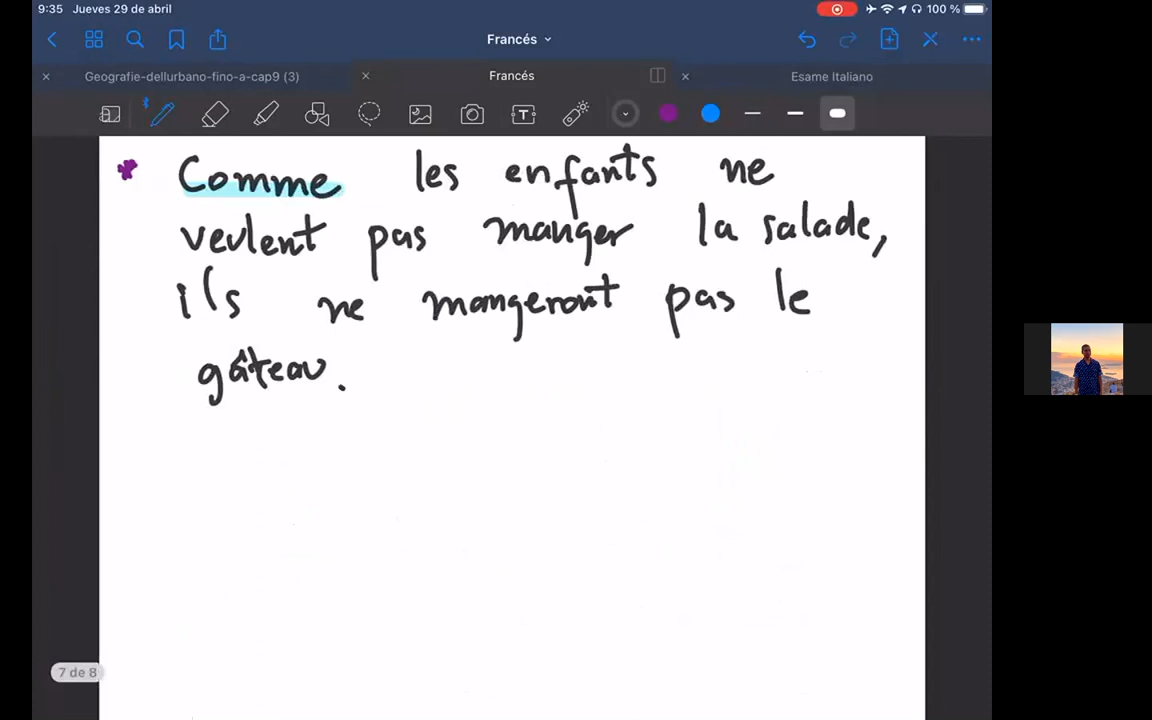 9:35 Jueves 29 de abril 100 %
Francés
Geografie-dellurbano-fino-a-cap9 (3) Francés Esame Italiano
Comme les enfants ne
veulent pas manger la salade,
ils ne mangeront pas le
gâteau.
7 de 8